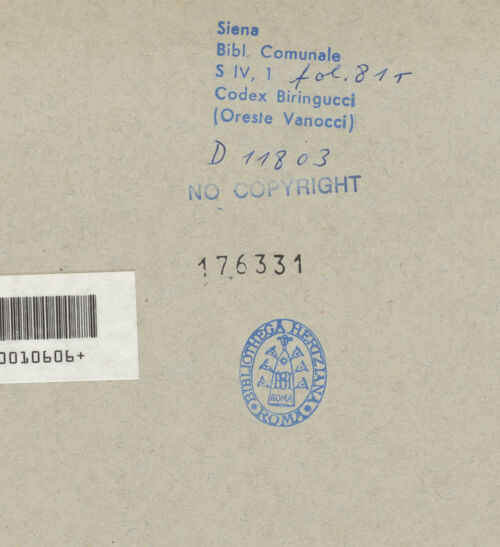 Siena
Bibl. Comunale
S IV, 1 fol. 81r
Codex Biringucci
(Oreste Vanocci)
D 11803
NO COPYRIGHT
176331
0010606+
BIBLIOTHECA HERTZIANA
ROMA
ROMA